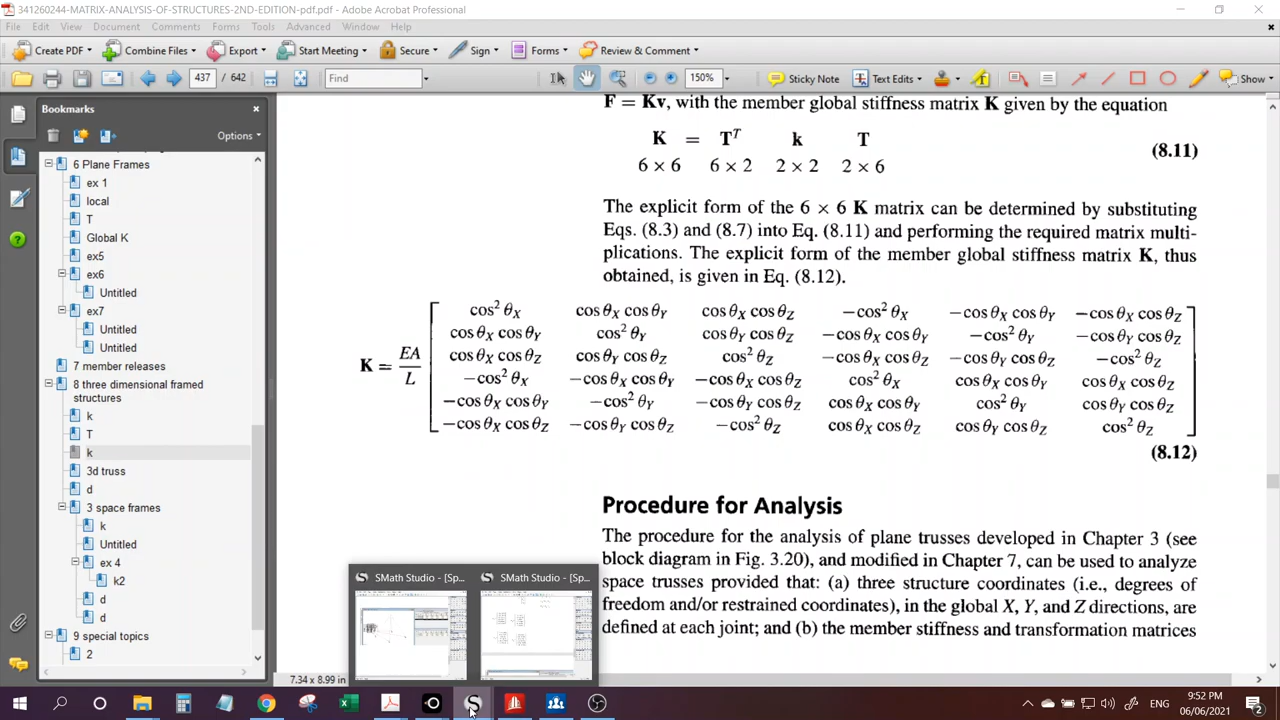 341260244-MATRIX-ANALYSIS-OF-STRUCTURES-2ND-EDITION-pdf.pdf - Adobe Acrobat Professional
File Edit View Document Comments Forms Tools Advanced Window Help
Create PDF Combine Files Export Start Meeting Secure Sign Forms Review & Comment
437 / 642 Find 150% Sticky Note Text Edits Show
Bookmarks
Options
6 Plane Frames
ex 1
local
T
Global K
ex5
ex6
Untitled
ex7
Untitled
Untitled
7 member releases
8 three dimensional framed
structures
k
T
k
3d truss
d
3 space frames
k
Untitled
ex 4
k2
d
d
9 special topics
2
F = Kv, with the member global stiffness matrix K given by the equation
K = T^T k T
6 × 6 6 × 2 2 × 2 2 × 6
(8.11)
The explicit form of the 6 × 6 K matrix can be determined by substituting
Eqs. (8.3) and (8.7) into Eq. (8.11) and performing the required matrix multi-
plications. The explicit form of the member global stiffness matrix K, thus
obtained, is given in Eq. (8.12).
K = EA/L
cos² θX cos θX cos θY cos θX cos θZ −cos² θX −cos θX cos θY −cos θX cos θZ
cos θX cos θY cos² θY cos θY cos θZ −cos θX cos θY −cos² θY −cos θY cos θZ
cos θX cos θZ cos θY cos θZ cos² θZ −cos θX cos θZ −cos θY cos θZ −cos² θZ
−cos² θX −cos θX cos θY −cos θX cos θZ cos² θX cos θX cos θY cos θX cos θZ
−cos θX cos θY −cos² θY −cos θY cos θZ cos θX cos θY cos² θY cos θY cos θZ
−cos θX cos θZ −cos θY cos θZ −cos² θZ cos θX cos θZ cos θY cos θZ cos² θZ
(8.12)
Procedure for Analysis
The procedure for the analysis of plane trusses developed in Chapter 3 (see
block diagram in Fig. 3.20), and modified in Chapter 7, can be used to analyze
space trusses provided that: (a) three structure coordinates (i.e., degrees of
freedom and/or restrained coordinates), in the global X, Y, and Z directions, are
defined at each joint; and (b) the member stiffness and transformation matrices
SMath Studio - [Sp... SMath Studio - [Sp...
7.34 x 8.99 in
ENG
9:52 PM
06/06/2021
2